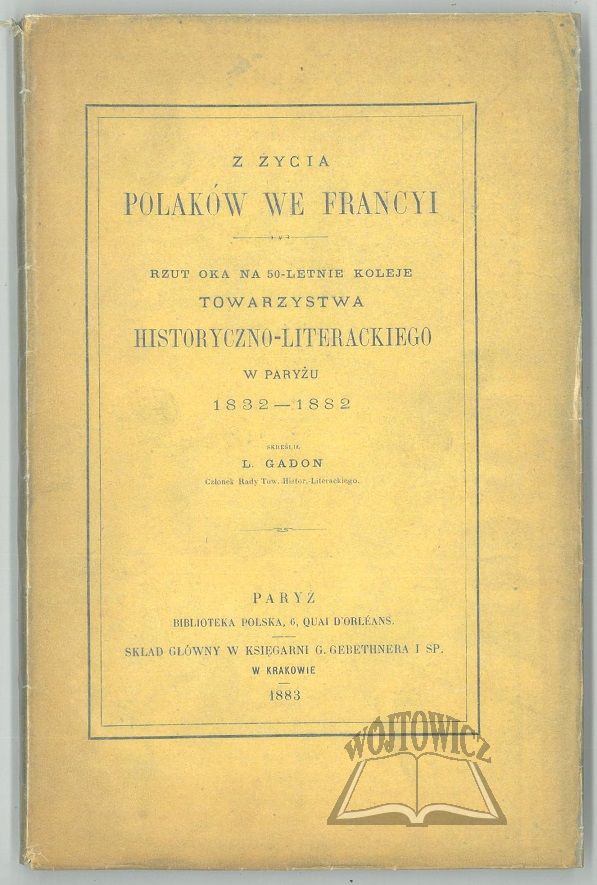 Z ŻYCIA
POLAKÓW WE FRANCYI
RZUT OKA NA 50-LETNIE KOLEJE
TOWARZYSTWA
HISTORYCZNO-LITERACKIEGO
W PARYŻU
1832—1882
SKREŚLIŁ
L. GADON
Członek Rady Tow. Histor.-Literackiego.
PARYŻ
BIBLIOTEKA POLSKA, 6, QUAI D'ORLÉANS.
SKŁAD GŁÓWNY W KSIĘGARNI G. GEBETHNERA I SP.
W KRAKOWIE
1883
WÓJTOWICZ